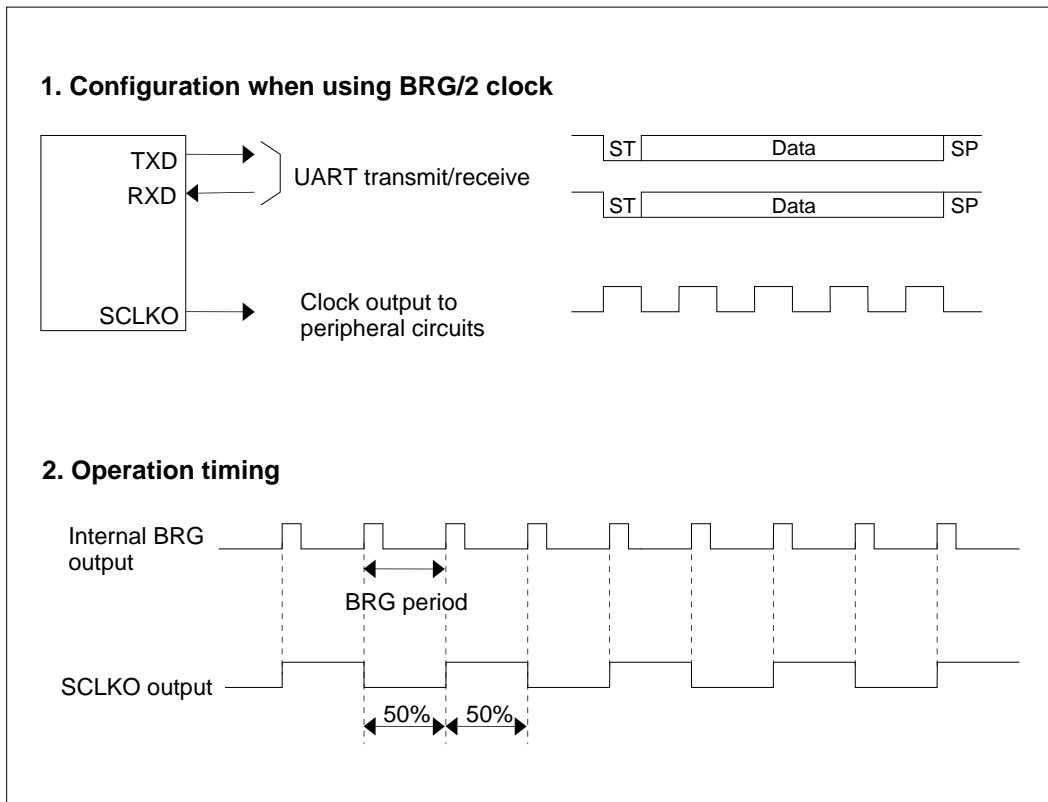 1. Configuration when using BRG/2 clock
TXD
RXD
UART transmit/receive
ST Data SP
ST Data SP
SCLKO
Clock output to
peripheral circuits
2. Operation timing
Internal BRG
output
BRG period
SCLKO output
50% 50%